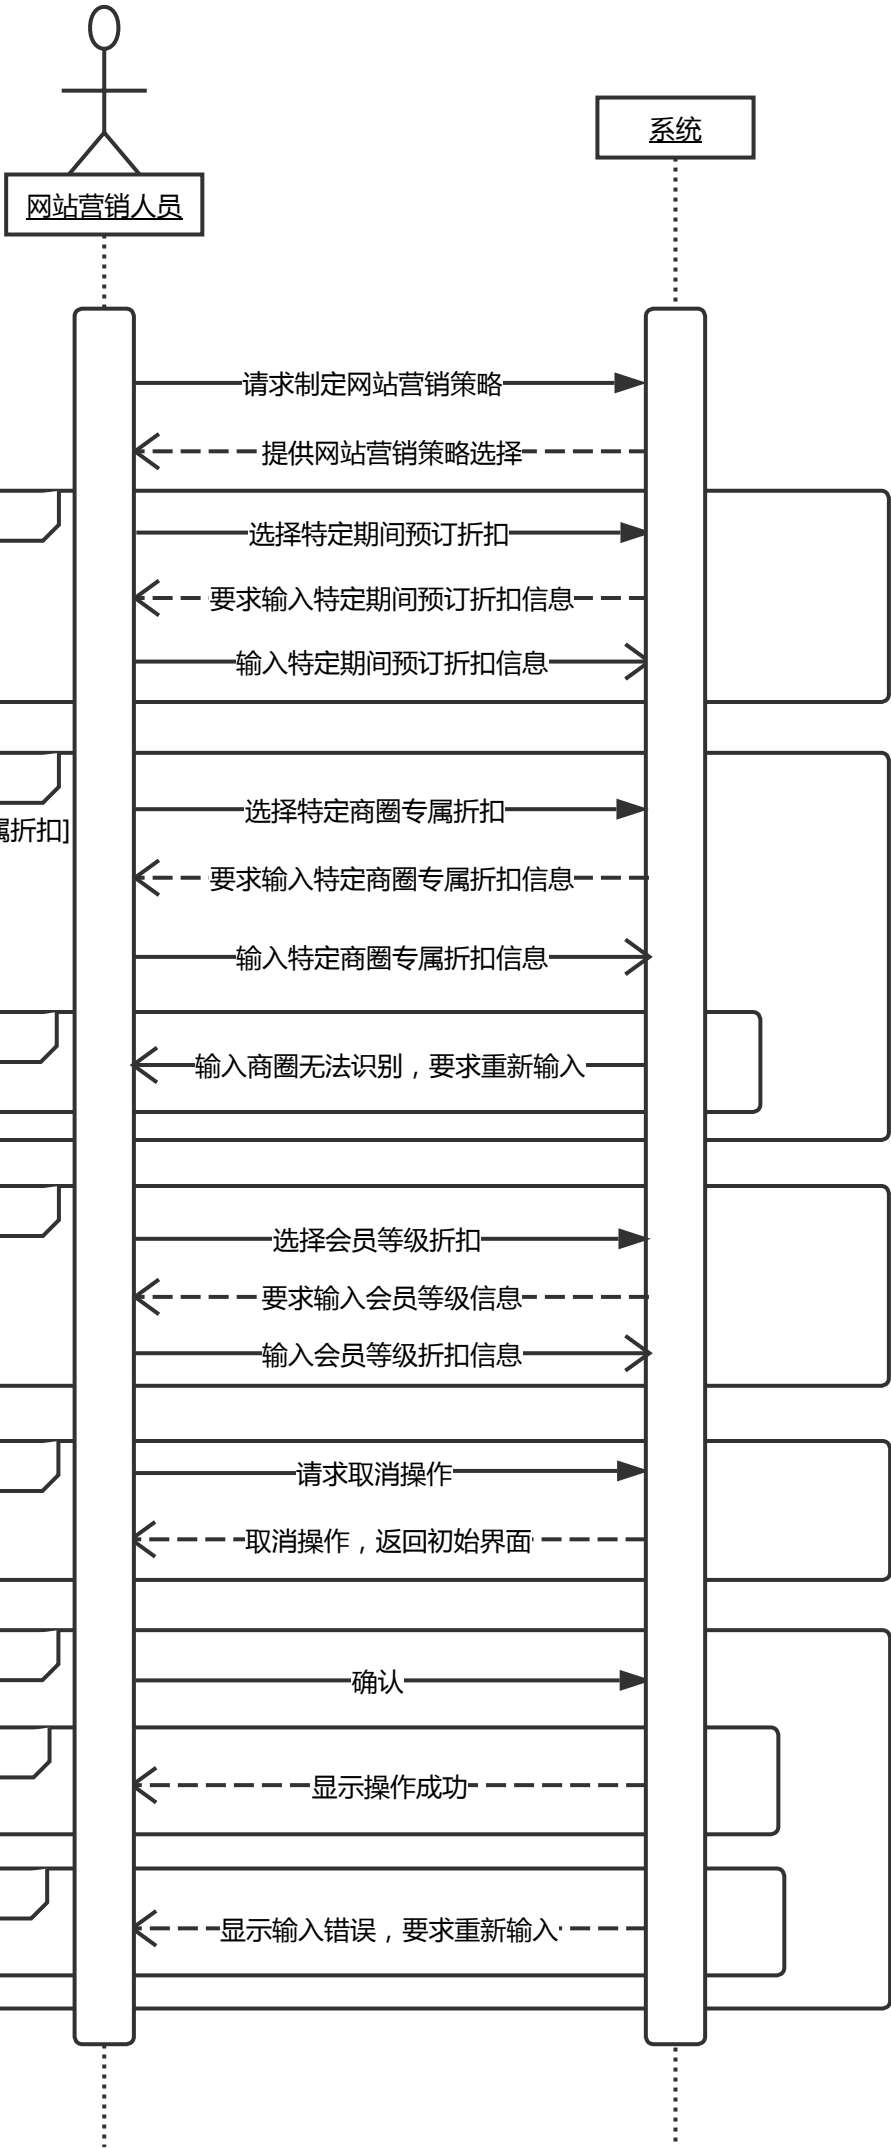 系统
网站营销人员
请求制定网站营销策略
提供网站营销策略选择
选择特定期间预订折扣
要求输入特定期间预订折扣信息
输入特定期间预订折扣信息
选择特定商圈专属折扣
属折扣]
要求输入特定商圈专属折扣信息
输入特定商圈专属折扣信息
输入商圈无法识别，要求重新输入
选择会员等级折扣
要求输入会员等级信息
输入会员等级折扣信息
请求取消操作
取消操作，返回初始界面
确认
显示操作成功
显示输入错误，要求重新输入